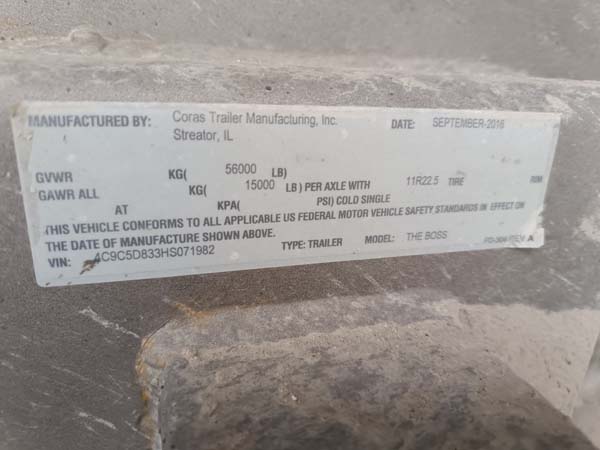 MANUFACTURED BY: Coras Trailer Manufacturing, Inc. DATE: SEPTEMBER-2016
Streator, IL
GVWR KG( 56000 LB)
GAWR ALL KG( 15000 LB) PER AXLE WITH 11R22.5 TIRE RIM
AT KPA( PSI) COLD SINGLE
THIS VEHICLE CONFORMS TO ALL APPLICABLE US FEDERAL MOTOR VEHICLE SAFETY STANDARDS IN EFFECT ON
THE DATE OF MANUFACTURE SHOWN ABOVE.
VIN: 4C9C5D833HS071982 TYPE: TRAILER MODEL: THE BOSS REV A